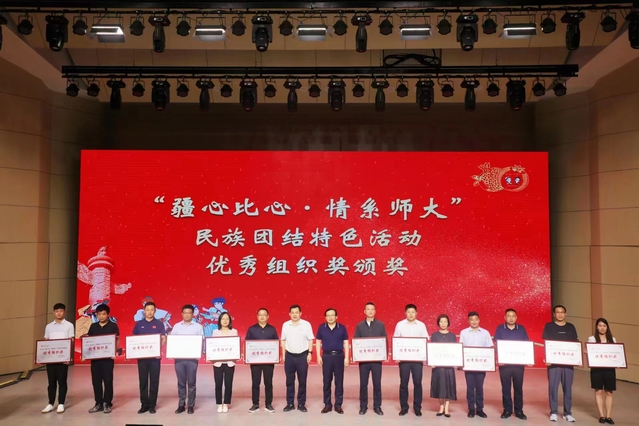 “疆心比心·情系师大”
民族团结特色活动
优秀组织奖颁奖